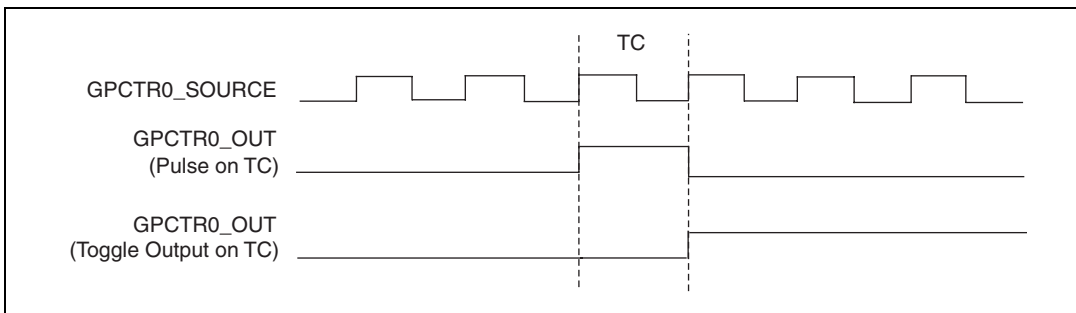 TC
GPCTR0_SOURCE
GPCTR0_OUT
(Pulse on TC)
GPCTR0_OUT
(Toggle Output on TC)